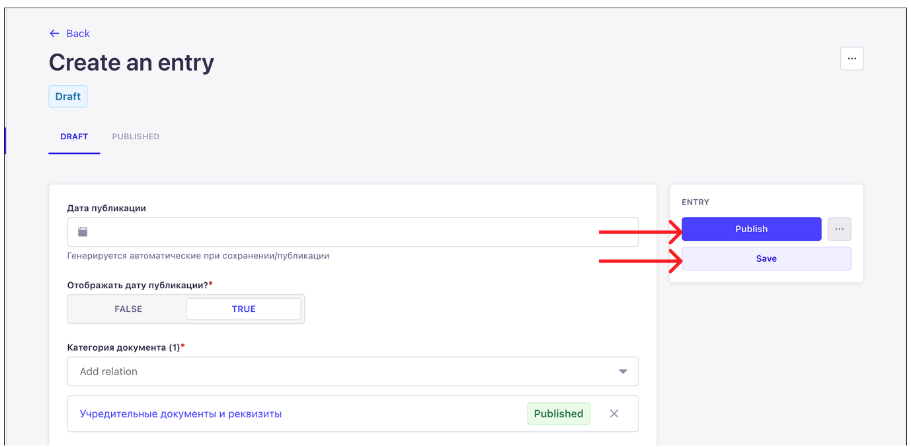 Back
Create an entry
...
Draft
DRAFT PUBLISHED
Дата публикации
Генерируется автоматические при сохранении/публикации
Отображать дату публикации?*
FALSE TRUE
Категория документа (1)*
Add relation
Учредительные документы и реквизиты Published
ENTRY
Publish ...
Save